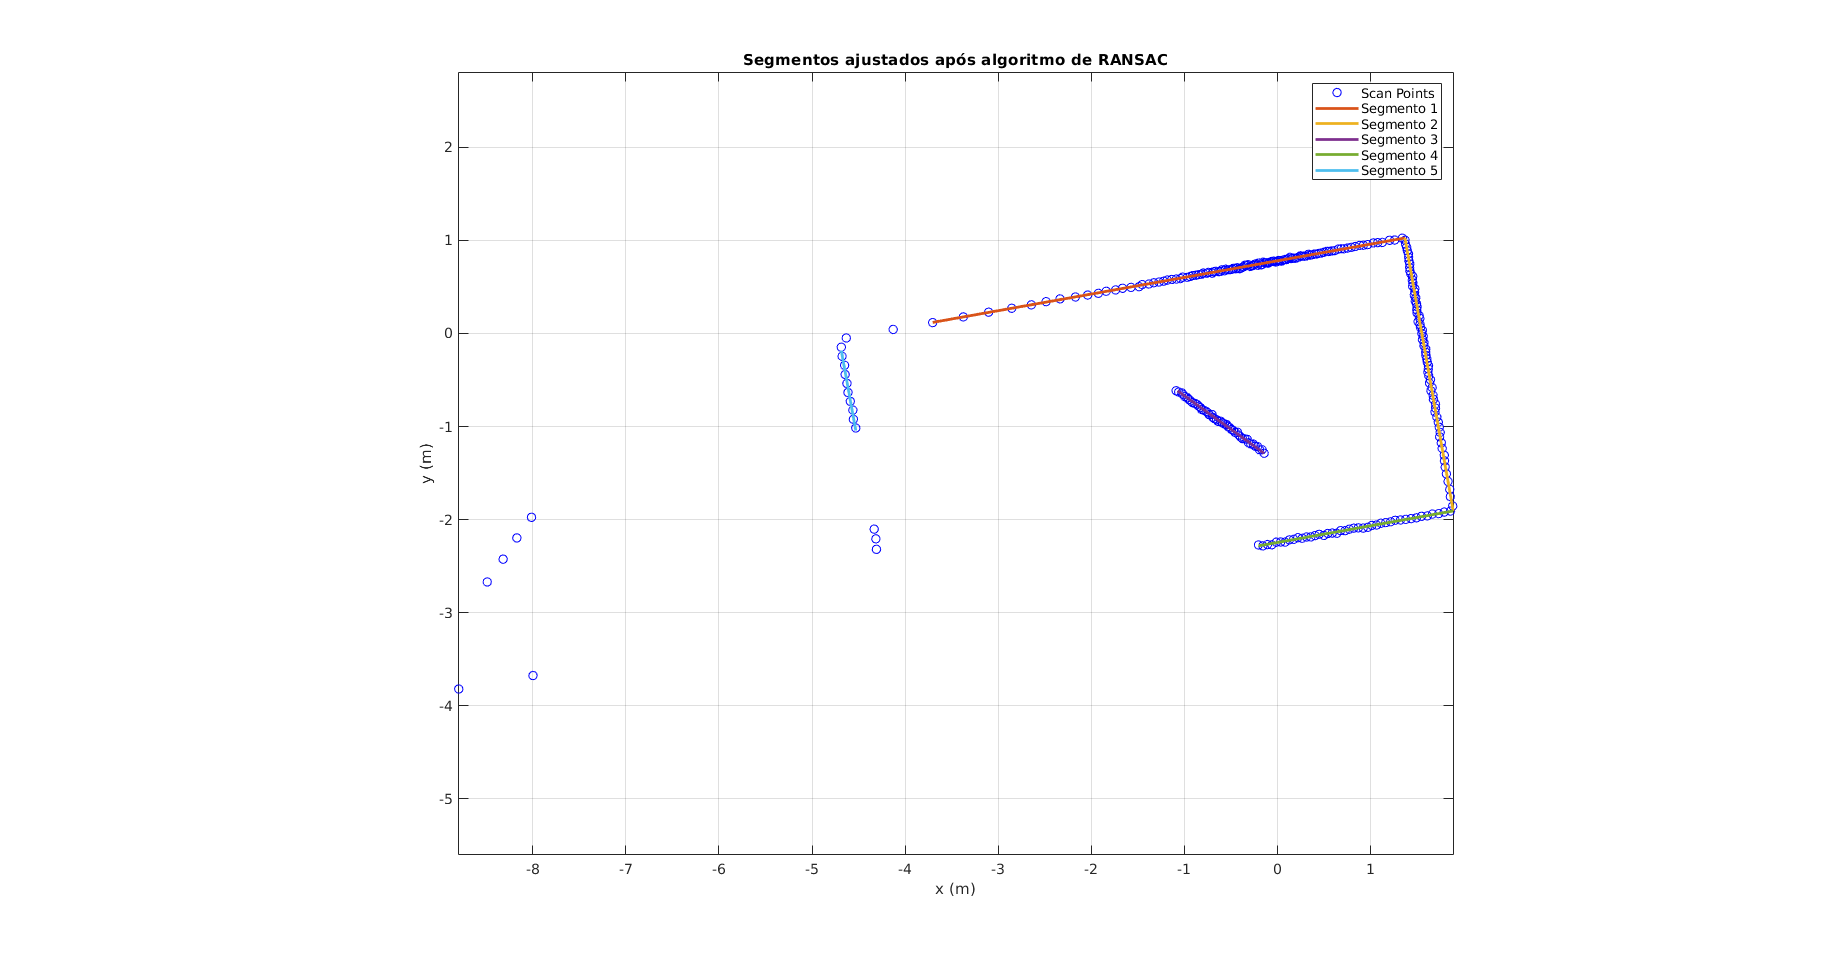 Segmentos ajustados após algoritmo de RANSAC
Scan Points
Segmento 1
Segmento 2
Segmento 3
Segmento 4
Segmento 5
2
1
0
-1
-2
-3
-4
-5
y (m)
-8 -7 -6 -5 -4 -3 -2 -1 0 1
x (m)